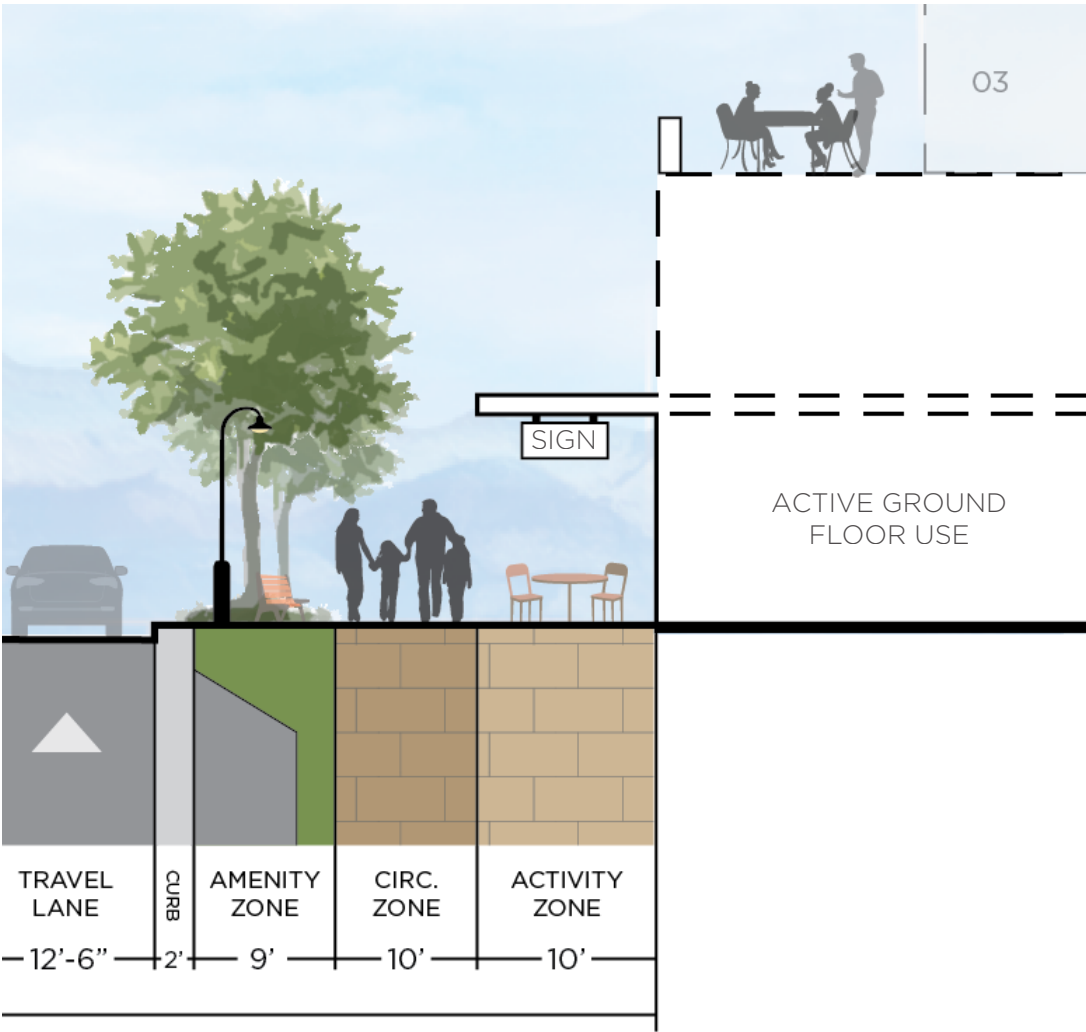 03
SIGN
ACTIVE GROUND
FLOOR USE
TRAVEL
LANE
CURB
AMENITY
ZONE
CIRC.
ZONE
ACTIVITY
ZONE
12’-6”
2’
9’
10’
10’